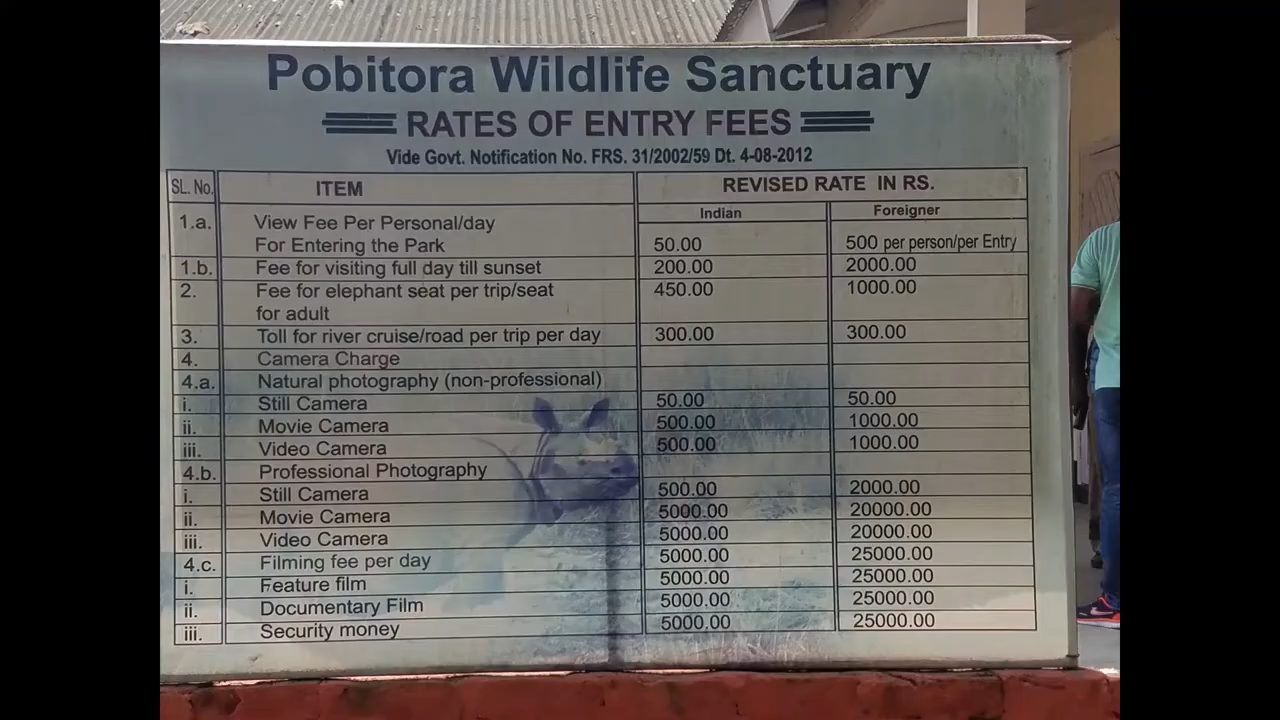 Pobitora Wildlife Sanctuary
RATES OF ENTRY FEES
Vide Govt. Notification No. FRS. 31/2002/59 Dt. 4-08-2012
SL. No. ITEM REVISED RATE IN RS.
Indian Foreigner
1.a. View Fee Per Personal/day
For Entering the Park 50.00 500 per person/per Entry
1.b. Fee for visiting full day till sunset 200.00 2000.00
2. Fee for elephant seat per trip/seat 450.00 1000.00
for adult
3. Toll for river cruise/road per trip per day 300.00 300.00
4. Camera Charge
4.a. Natural photography (non-professional)
i. Still Camera 50.00 50.00
ii. Movie Camera 500.00 1000.00
iii. Video Camera 500.00 1000.00
4.b. Professional Photography
i. Still Camera 500.00 2000.00
ii. Movie Camera 5000.00 20000.00
iii. Video Camera 5000.00 20000.00
4.c. Filming fee per day 5000.00 25000.00
i. Feature film 5000.00 25000.00
ii. Documentary Film 5000.00 25000.00
iii. Security money 5000.00 25000.00